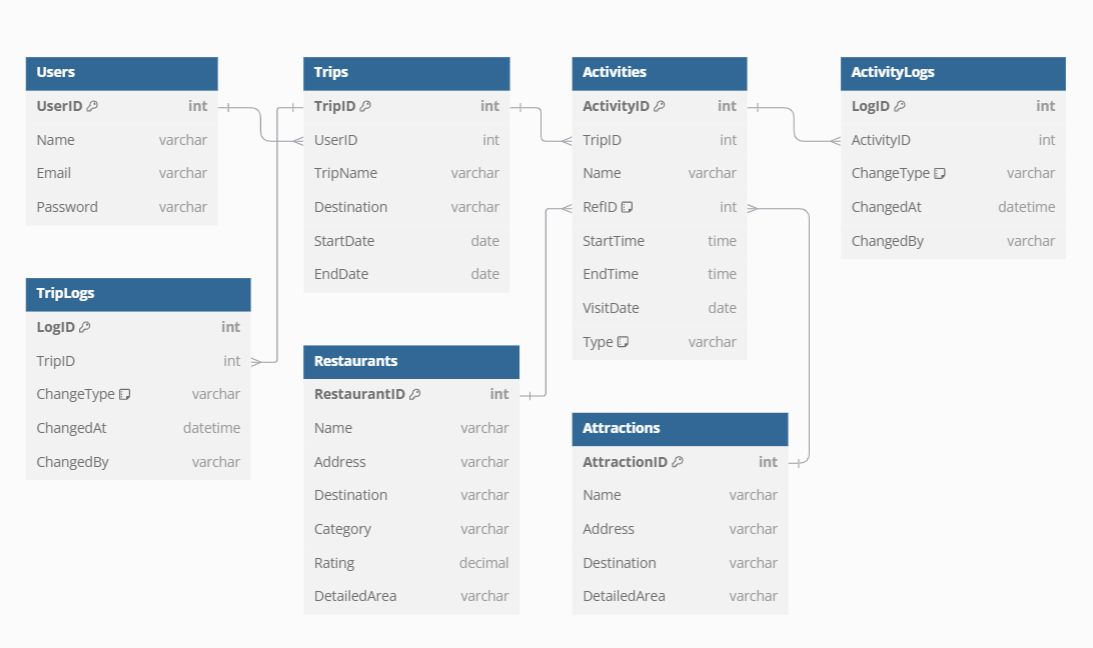 Users
UserID int
Name varchar
Email varchar
Password varchar
Trips
TripID int
UserID int
TripName varchar
Destination varchar
StartDate date
EndDate date
Activities
ActivityID int
TripID int
Name varchar
RefID int
StartTime time
EndTime time
VisitDate date
Type varchar
ActivityLogs
LogID int
ActivityID int
ChangeType varchar
ChangedAt datetime
ChangedBy varchar
TripLogs
LogID int
TripID int
ChangeType varchar
ChangedAt datetime
ChangedBy varchar
Restaurants
RestaurantID int
Name varchar
Address varchar
Destination varchar
Category varchar
Rating decimal
DetailedArea varchar
Attractions
AttractionID int
Name varchar
Address varchar
Destination varchar
DetailedArea varchar